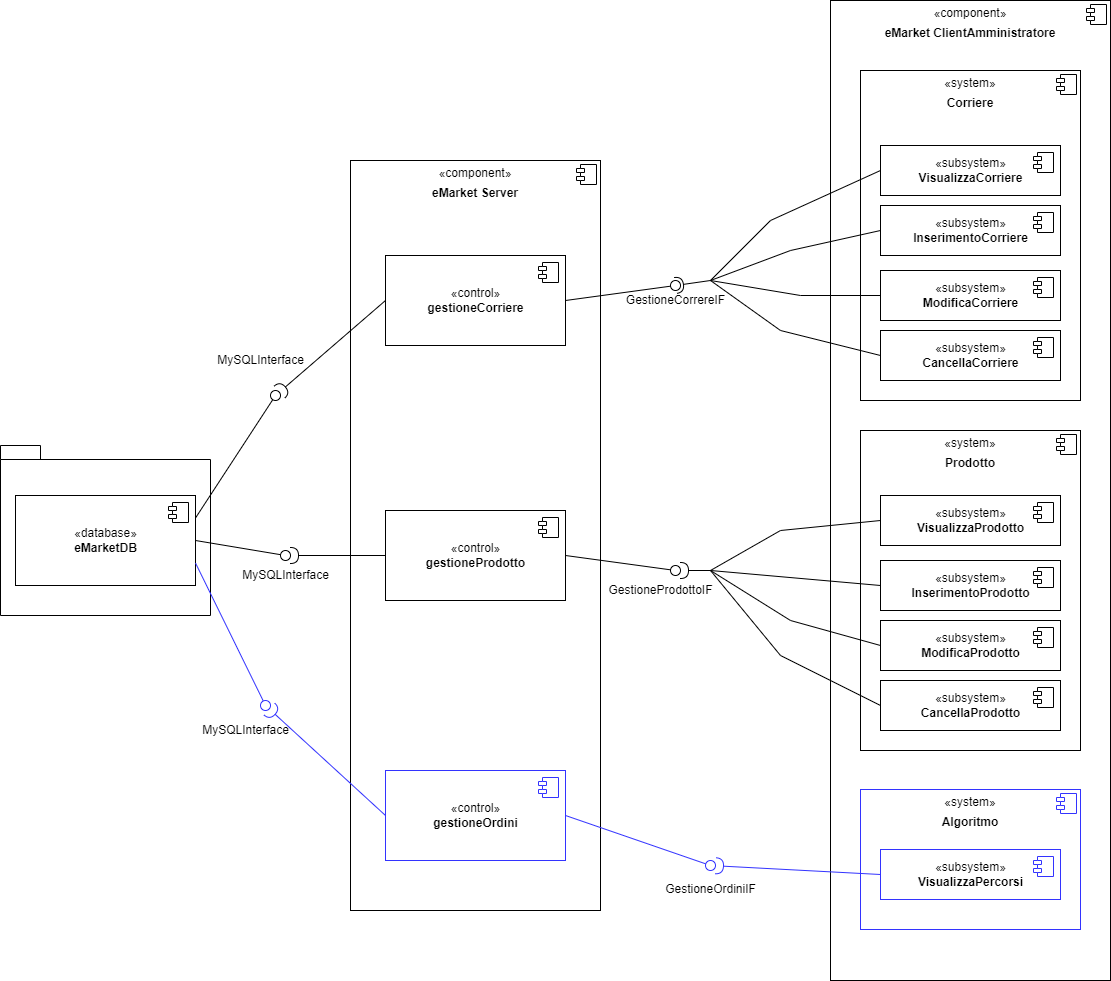 «component»
eMarket ClientAmministratore
«system»
Corriere
«subsystem»
VisualizzaCorriere
«subsystem»
InserimentoCorriere
«subsystem»
ModificaCorriere
«subsystem»
CancellaCorriere
«component»
eMarket Server
«control»
gestioneCorriere
GestioneCorrereIF
MySQLInterface
«system»
Prodotto
«subsystem»
VisualizzaProdotto
«subsystem»
InserimentoProdotto
«subsystem»
ModificaProdotto
«subsystem»
CancellaProdotto
«database»
eMarketDB
MySQLInterface
«control»
gestioneProdotto
GestioneProdottoIF
MySQLInterface
«control»
gestioneOrdini
GestioneOrdiniIF
«system»
Algoritmo
«subsystem»
VisualizzaPercorsi